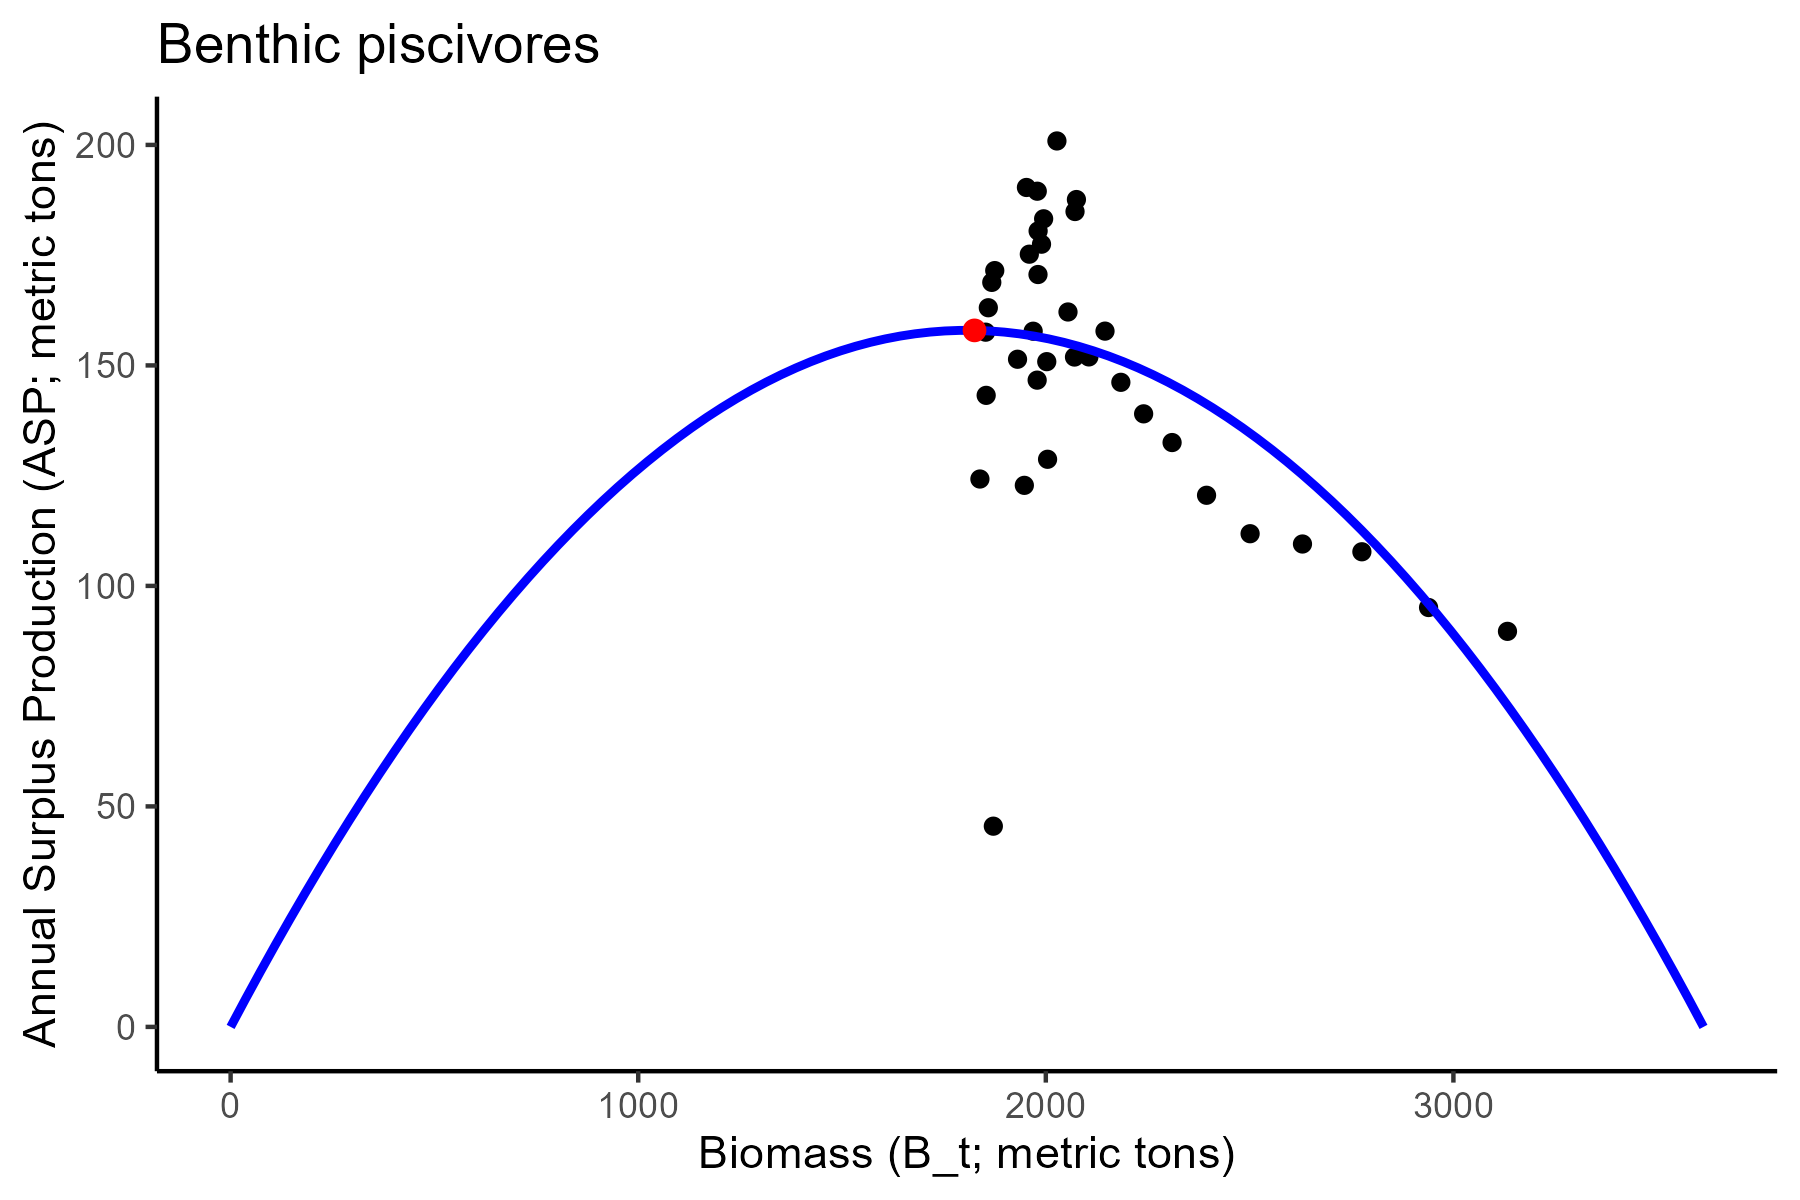 Benthic piscivores
Annual Surplus Production (ASP; metric tons)
200
150
100
50
0
0 1000 2000 3000
Biomass (B_t; metric tons)